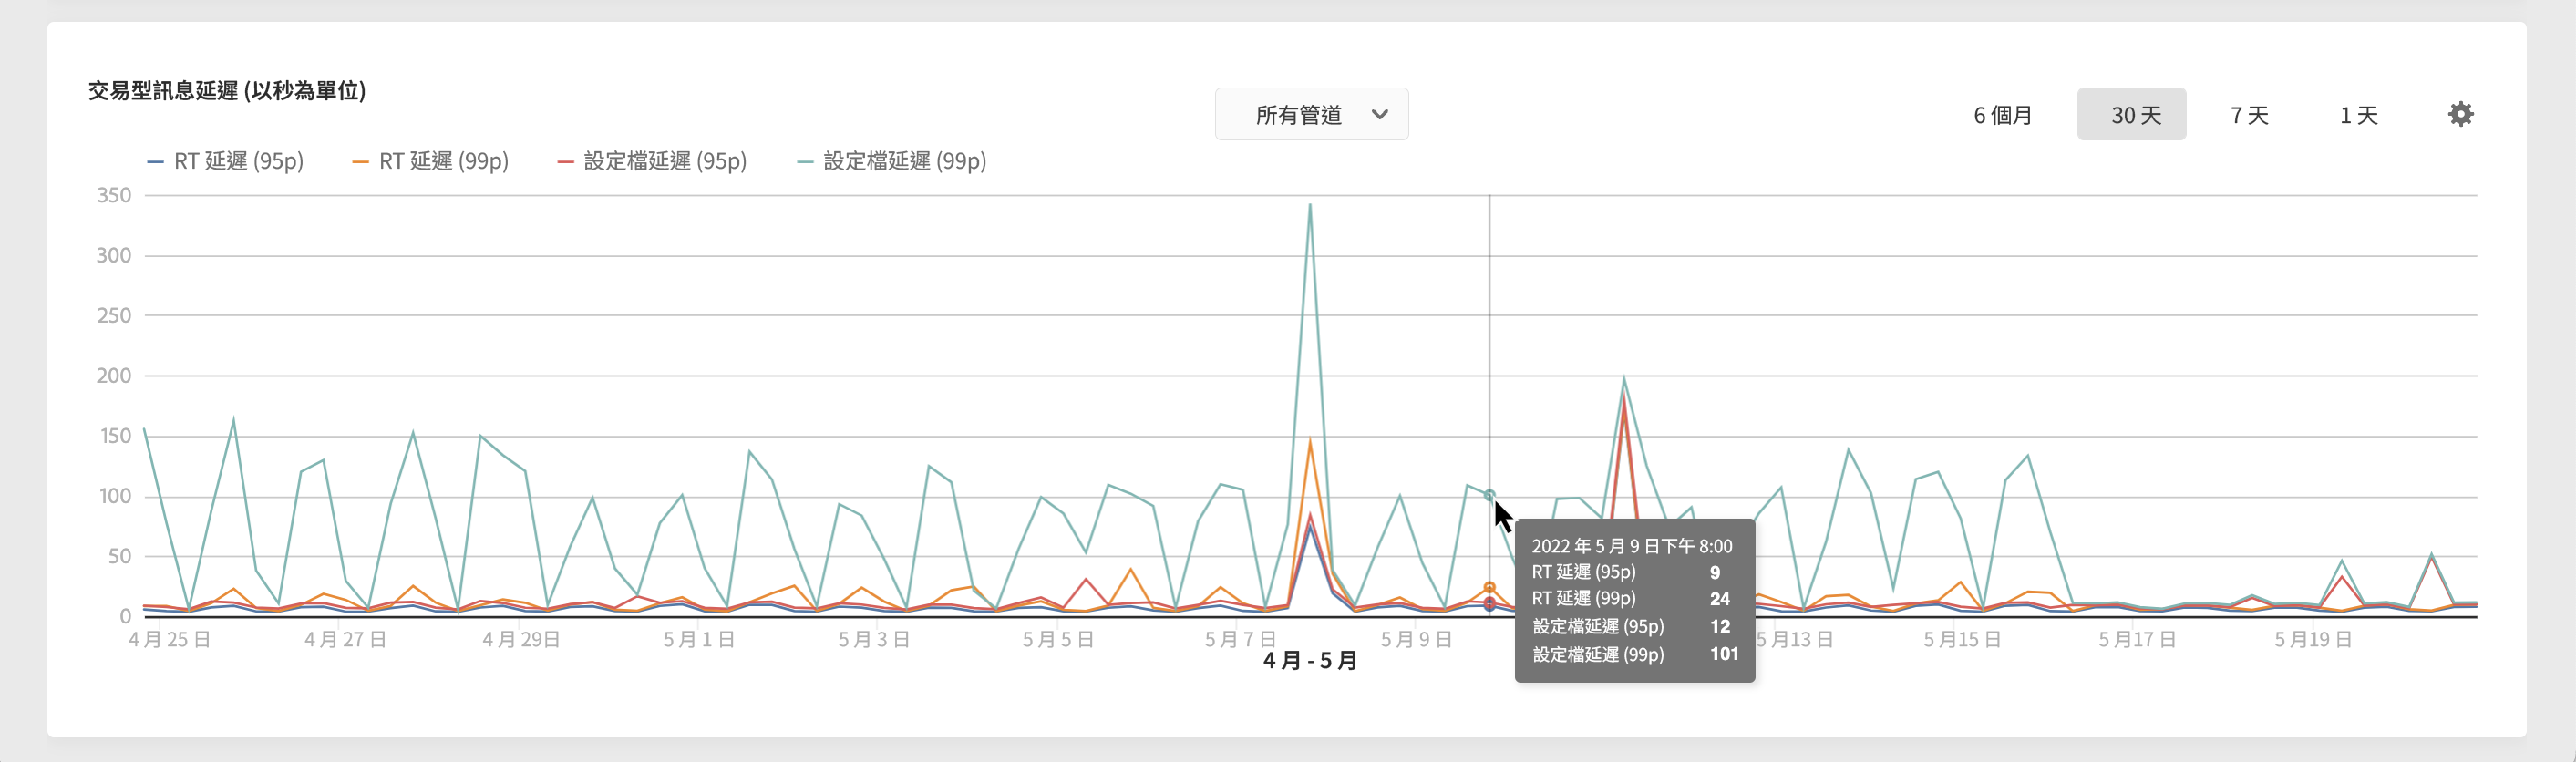 交易型訊息延遲 (以秒為單位)
所有管道
6 個月
30 天
7 天
1 天
RT 延遲 (95p)
RT 延遲 (99p)
設定檔延遲 (95p)
設定檔延遲 (99p)
350
300
250
200
150
100
50
0
2022 年 5 月 9 日下午 8:00
RT 延遲 (95p) 9
RT 延遲 (99p) 24
設定檔延遲 (95p) 12
設定檔延遲 (99p) 101
4 月 25 日
4 月 27 日
4 月 29日
5 月 1 日
5 月 3 日
5 月 5 日
5 月 7 日
5 月 9 日
5 月13 日
5 月15 日
5 月17 日
5 月19 日
4 月 - 5 月